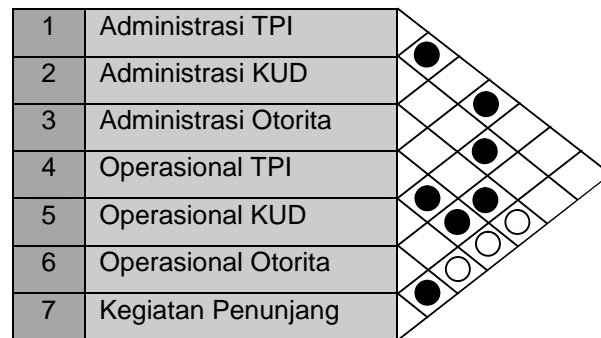 1 Administrasi TPI
2 Administrasi KUD
3 Administrasi Otorita
4 Operasional TPI
5 Operasional KUD
6 Operasional Otorita
7 Kegiatan Penunjang